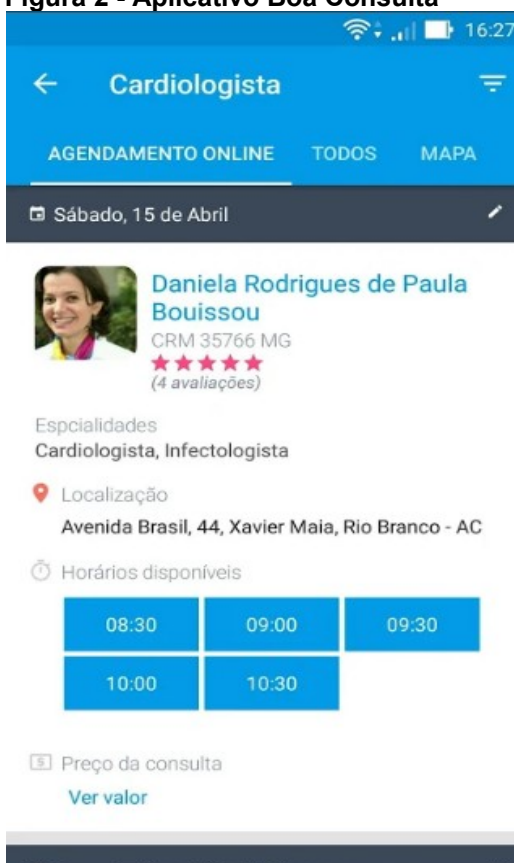 Figura 2 - Aplicativo Boa Consulta
16:27
Cardiologista
AGENDAMENTO ONLINE TODOS MAPA
Sábado, 15 de Abril
Daniela Rodrigues de Paula
Bouissou
CRM 35766 MG
(4 avaliações)
Espcialidades
Cardiologista, Infectologista
Localização
Avenida Brasil, 44, Xavier Maia, Rio Branco - AC
Horários disponíveis
08:30 09:00 09:30
10:00 10:30
Preço da consulta
Ver valor